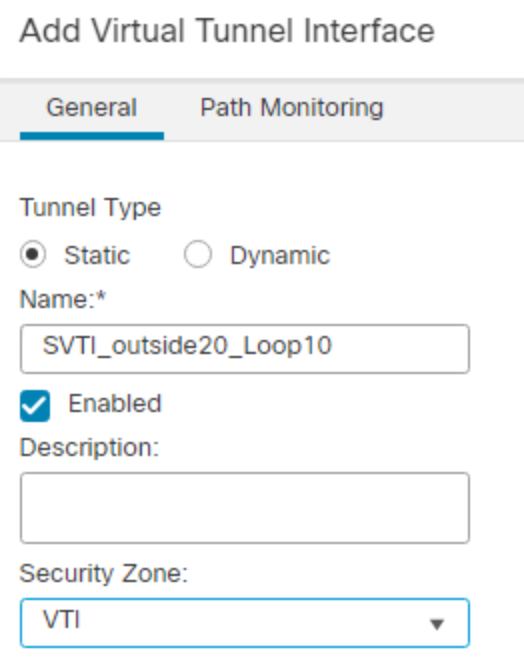 Add Virtual Tunnel Interface
General Path Monitoring
Tunnel Type
Static Dynamic
Name:*
SVTI_outside20_Loop10
Enabled
Description:
Security Zone:
VTI